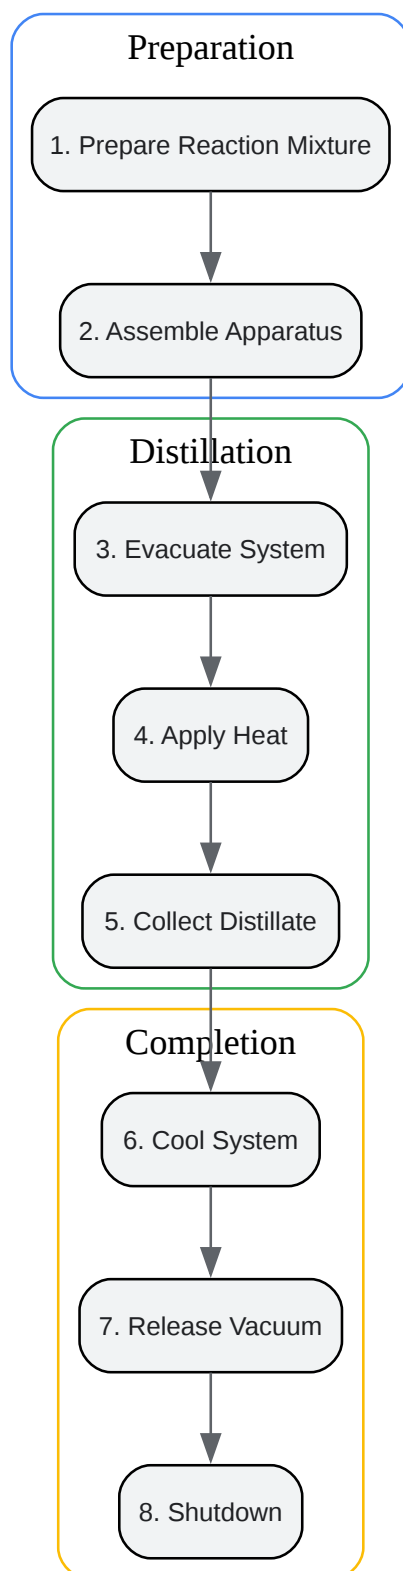 Preparation
1. Prepare Reaction Mixture
2. Assemble Apparatus
Distillation
3. Evacuate System
4. Apply Heat
5. Collect Distillate
Completion
6. Cool System
7. Release Vacuum
8. Shutdown